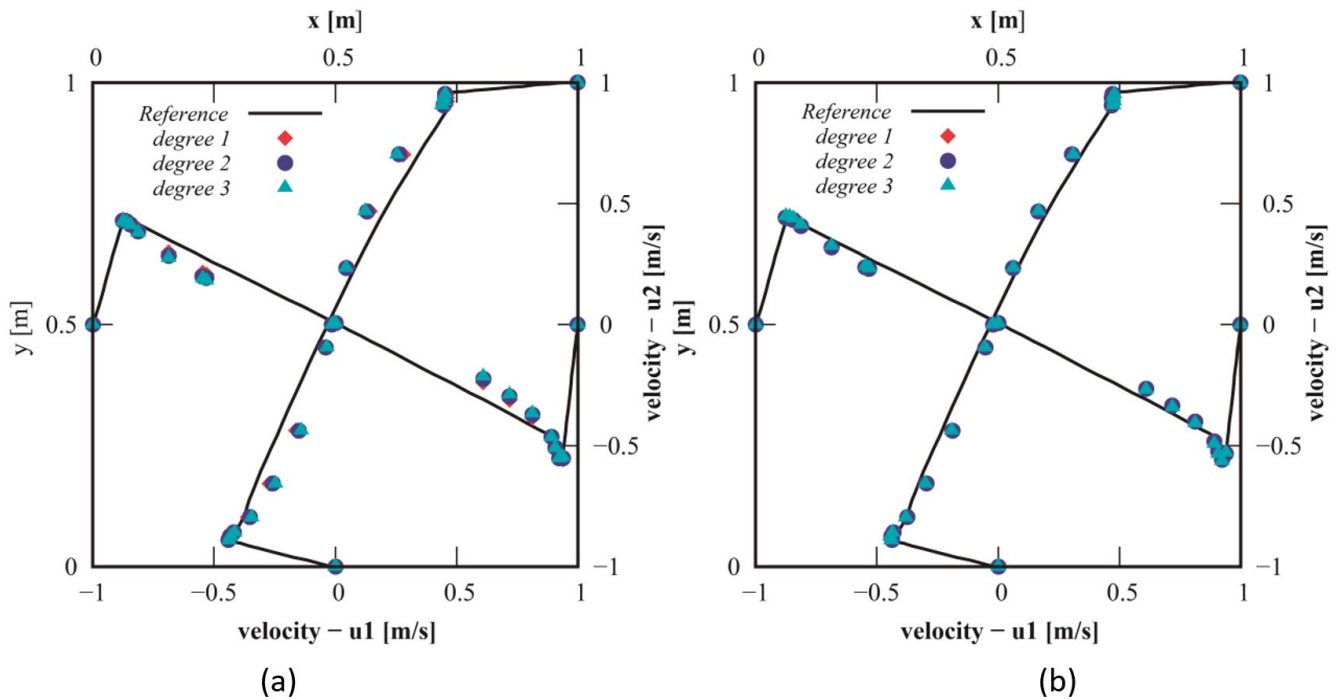 x [m]
0 0.5 1
1
Reference
degree 1
degree 2
degree 3
1
0.5
y [m]
0.5
0
velocity – u2 [m/s]
−0.5
0
−1
−1 −0.5 0 0.5 1
velocity – u1 [m/s]
(a)
x [m]
0 0.5 1
1
Reference
degree 1
degree 2
degree 3
1
0.5
y [m]
0.5
0
velocity – u2 [m/s]
−0.5
0
−1
−1 −0.5 0 0.5 1
velocity – u1 [m/s]
(b)